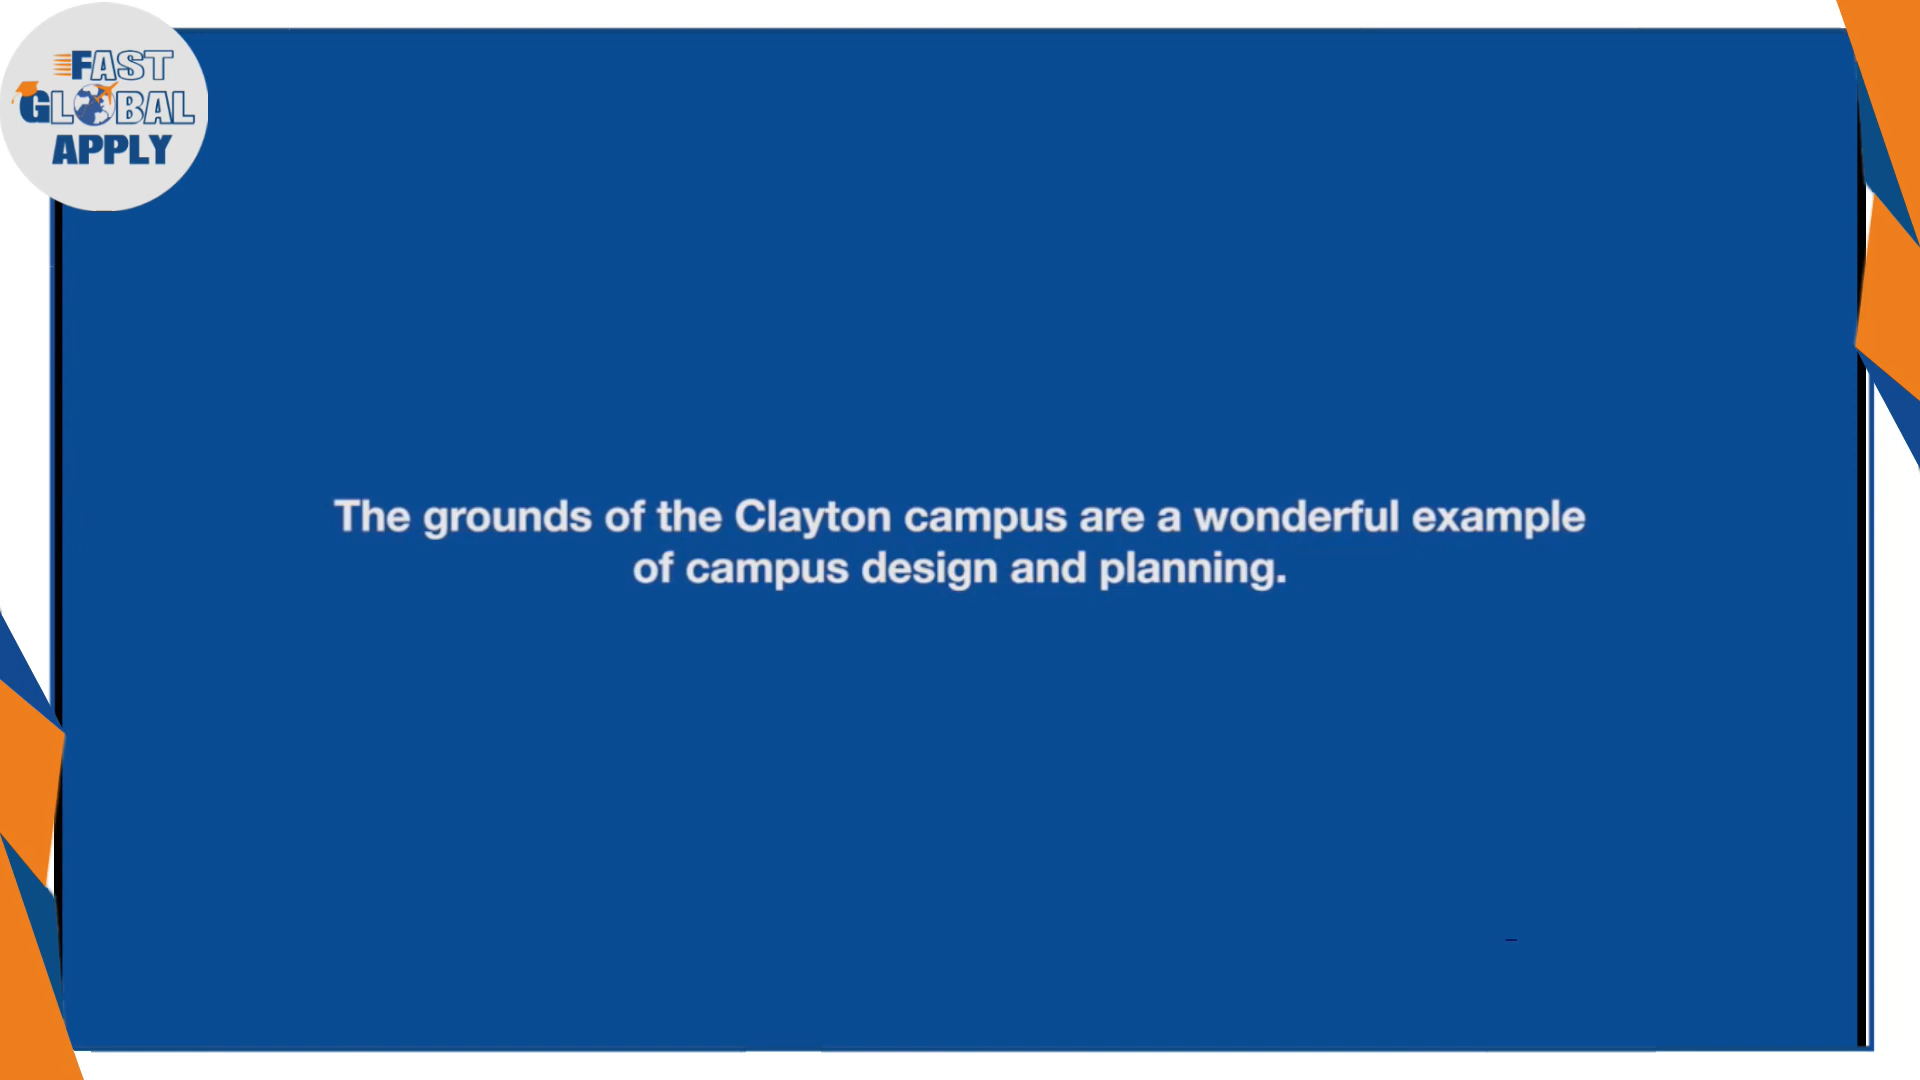 FAST
GLOBAL
APPLY
The grounds of the Clayton campus are a wonderful example
of campus design and planning.